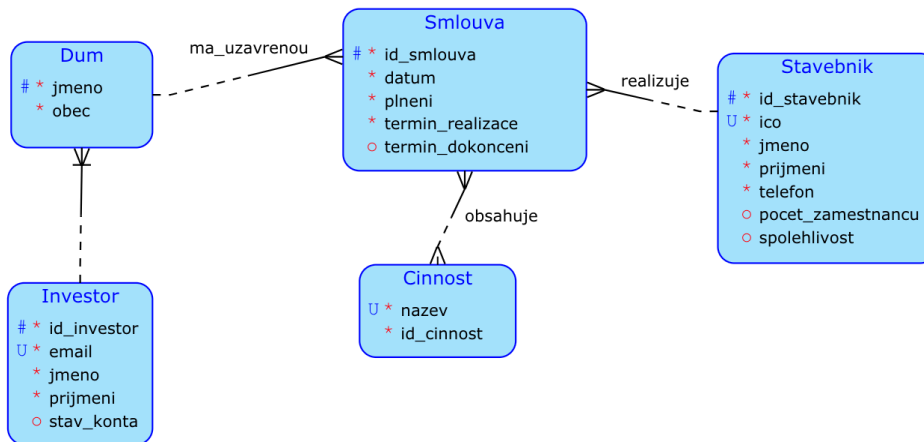 Dum
# * jmeno
* obec
ma_uzavrenou
Smlouva
# * id_smlouva
* datum
* plneni
* termin_realizace
o termin_dokonceni
realizuje
Stavebnik
# * id_stavebnik
U * ico
* jmeno
* prijmeni
* telefon
o pocet_zamestnancu
o spolehlivost
obsahuje
Investor
# * id_investor
U * email
* jmeno
* prijmeni
o stav_konta
Cinnost
U * nazev
* id_cinnost